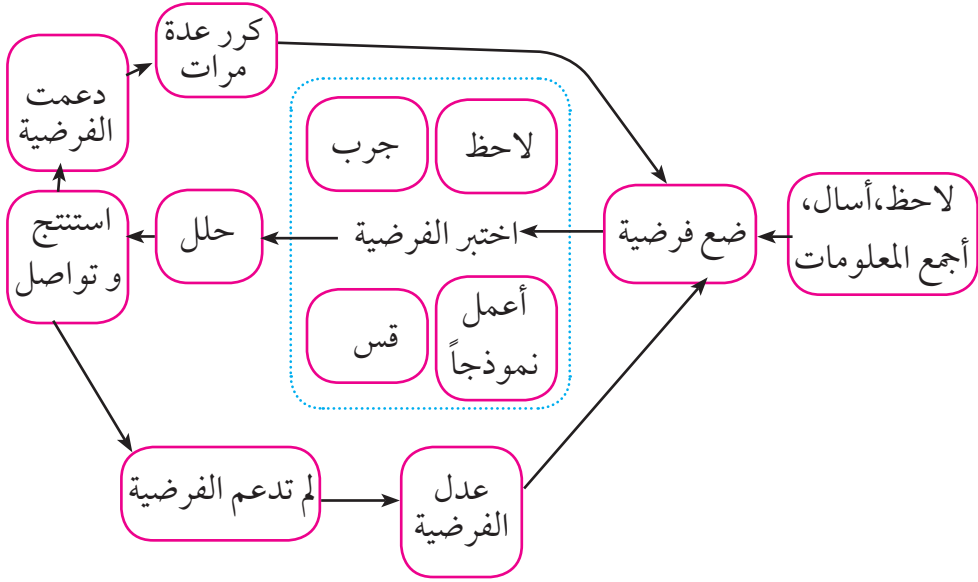 لاحظ،أسال،
أجمع المعلومات
ضع فرضية
اختبر الفرضية
لاحظ
جرب
أعمل
نموذجاً
قس
حلل
استنتج
و تواصل
دعمت
الفرضية
كرر عدة
مرات
لم تدعم الفرضية
عدل
الفرضية